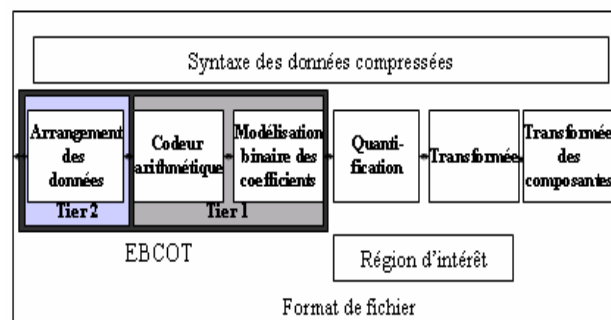 Syntaxe des données compressées
Arrangement
des
données
Codeur
arithmétique
Modélisation
binaire des
coefficients
Quanti-
fication
Transformée
Transformée
des
composantes
Tier 2
Tier 1
EBCOT
Région d'intérêt
Format de fichier